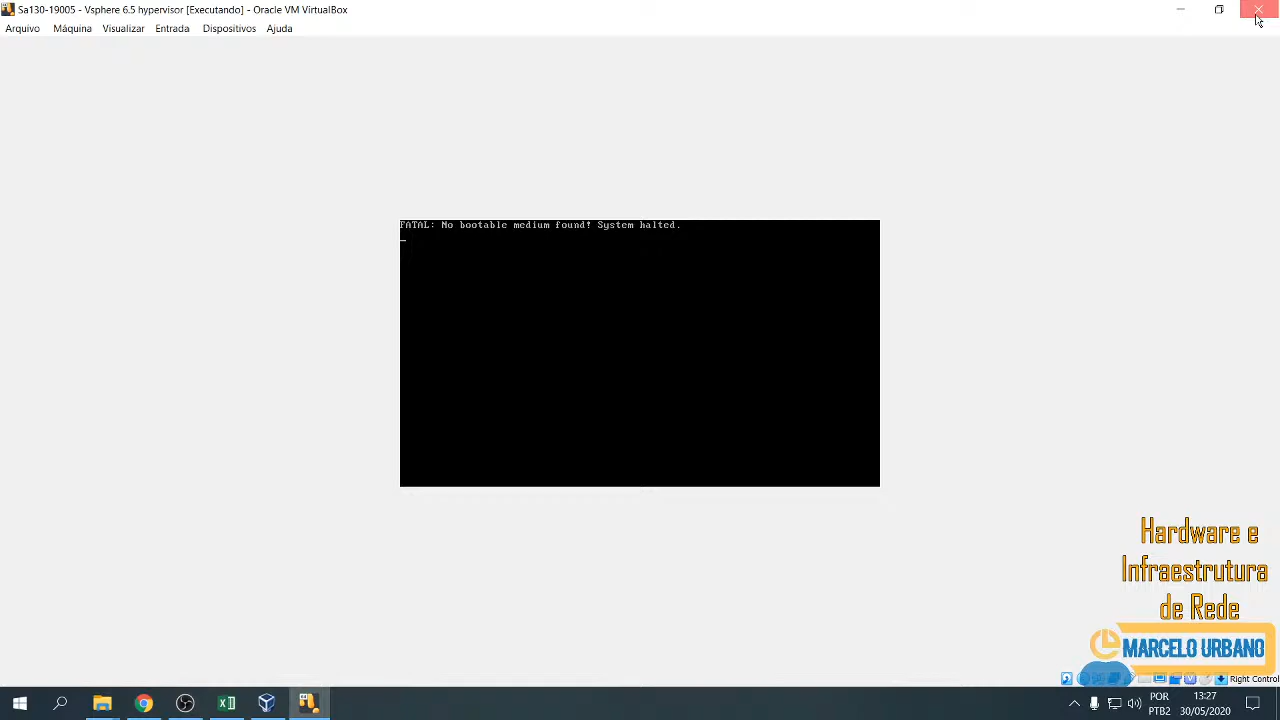 Sa130-19005 - Vsphere 6.5 hypervisor [Executando] - Oracle VM VirtualBox
Arquivo Máquina Visualizar Entrada Dispositivos Ajuda
FATAL: No bootable medium found! System halted.
Hardware e
Infraestrutura
de Rede
MARCELO URBANO
Right Control
POR 13:27
PTB2 30/05/2020